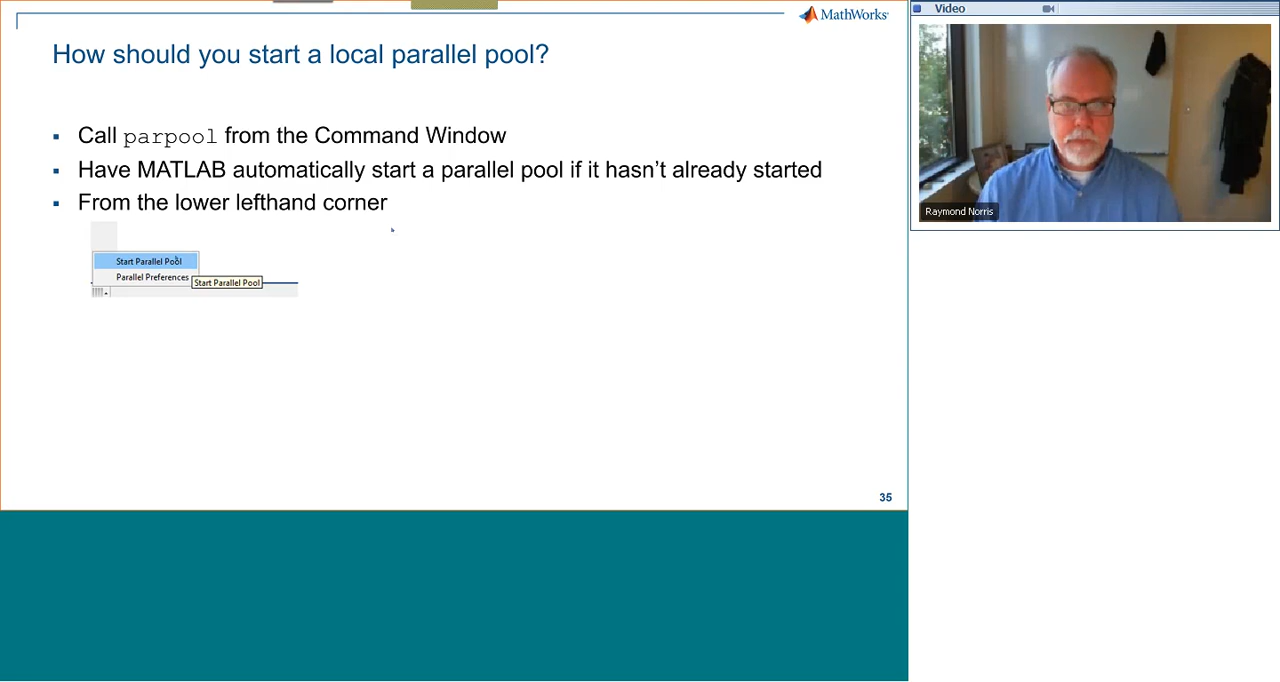 MathWorks®
How should you start a local parallel pool?
▪ Call parpool from the Command Window
▪ Have MATLAB automatically start a parallel pool if it hasn't already started
▪ From the lower lefthand corner
Start Parallel Pool
Parallel Preferences
Start Parallel Pool
35
Video
Raymond Norris